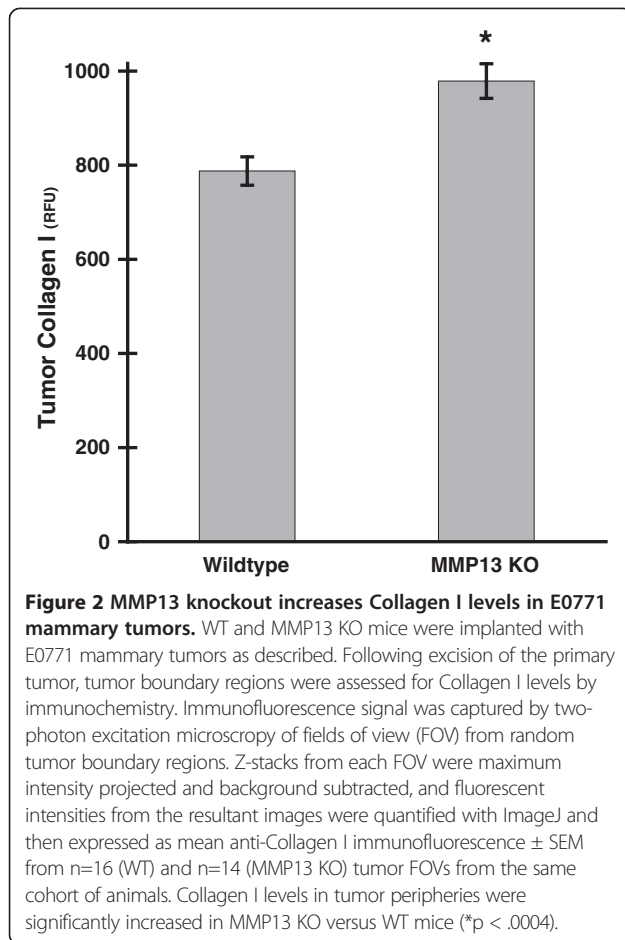 *
1000
800
600
400
200
0
Tumor Collagen I (RFU)
Wildtype
MMP13 KO
Figure 2 MMP13 knockout increases Collagen I levels in E0771
mammary tumors. WT and MMP13 KO mice were implanted with
E0771 mammary tumors as described. Following excision of the primary
tumor, tumor boundary regions were assessed for Collagen I levels by
immunochemistry. Immunofluorescence signal was captured by two-
photon excitation microscopy of fields of view (FOV) from random
tumor boundary regions. Z-stacks from each FOV were maximum
intensity projected and background subtracted, and fluorescent
intensities from the resultant images were quantified with ImageJ and
then expressed as mean anti-Collagen I immunofluorescence ± SEM
from n=16 (WT) and n=14 (MMP13 KO) tumor FOVs from the same
cohort of animals. Collagen I levels in tumor peripheries were
significantly increased in MMP13 KO versus WT mice (*p < .0004).